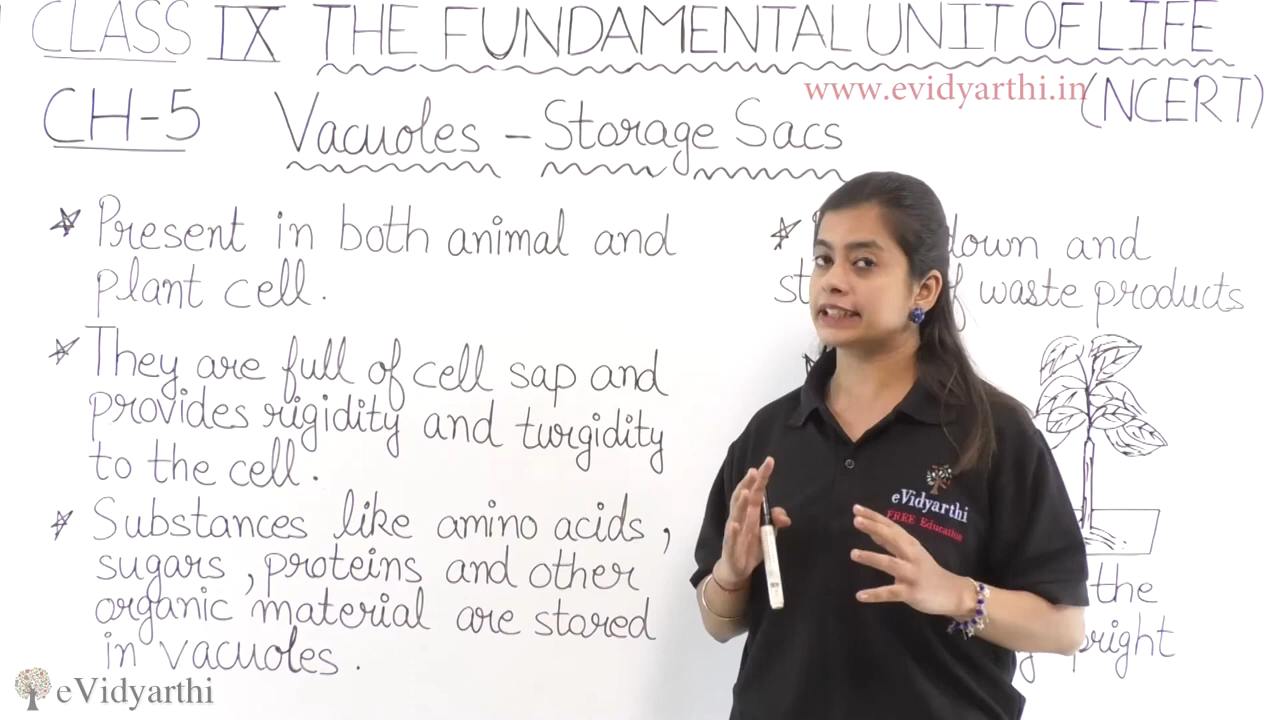 CLASS IX THE FUNDAMENTAL UNIT OF LIFE
www.evidyarthi.in
(NCERT)
CH-5 Vacuoles - Storage Sacs
Present in both animal and
plant cell.
They are full of cell sap and
provides rigidity and turgidity
to the cell.
Substances like amino acids,
sugars, proteins and other
organic material are stored
in vacuoles.
down and
waste products
the
eVidyarthi
FREE Education
eVidyarthi